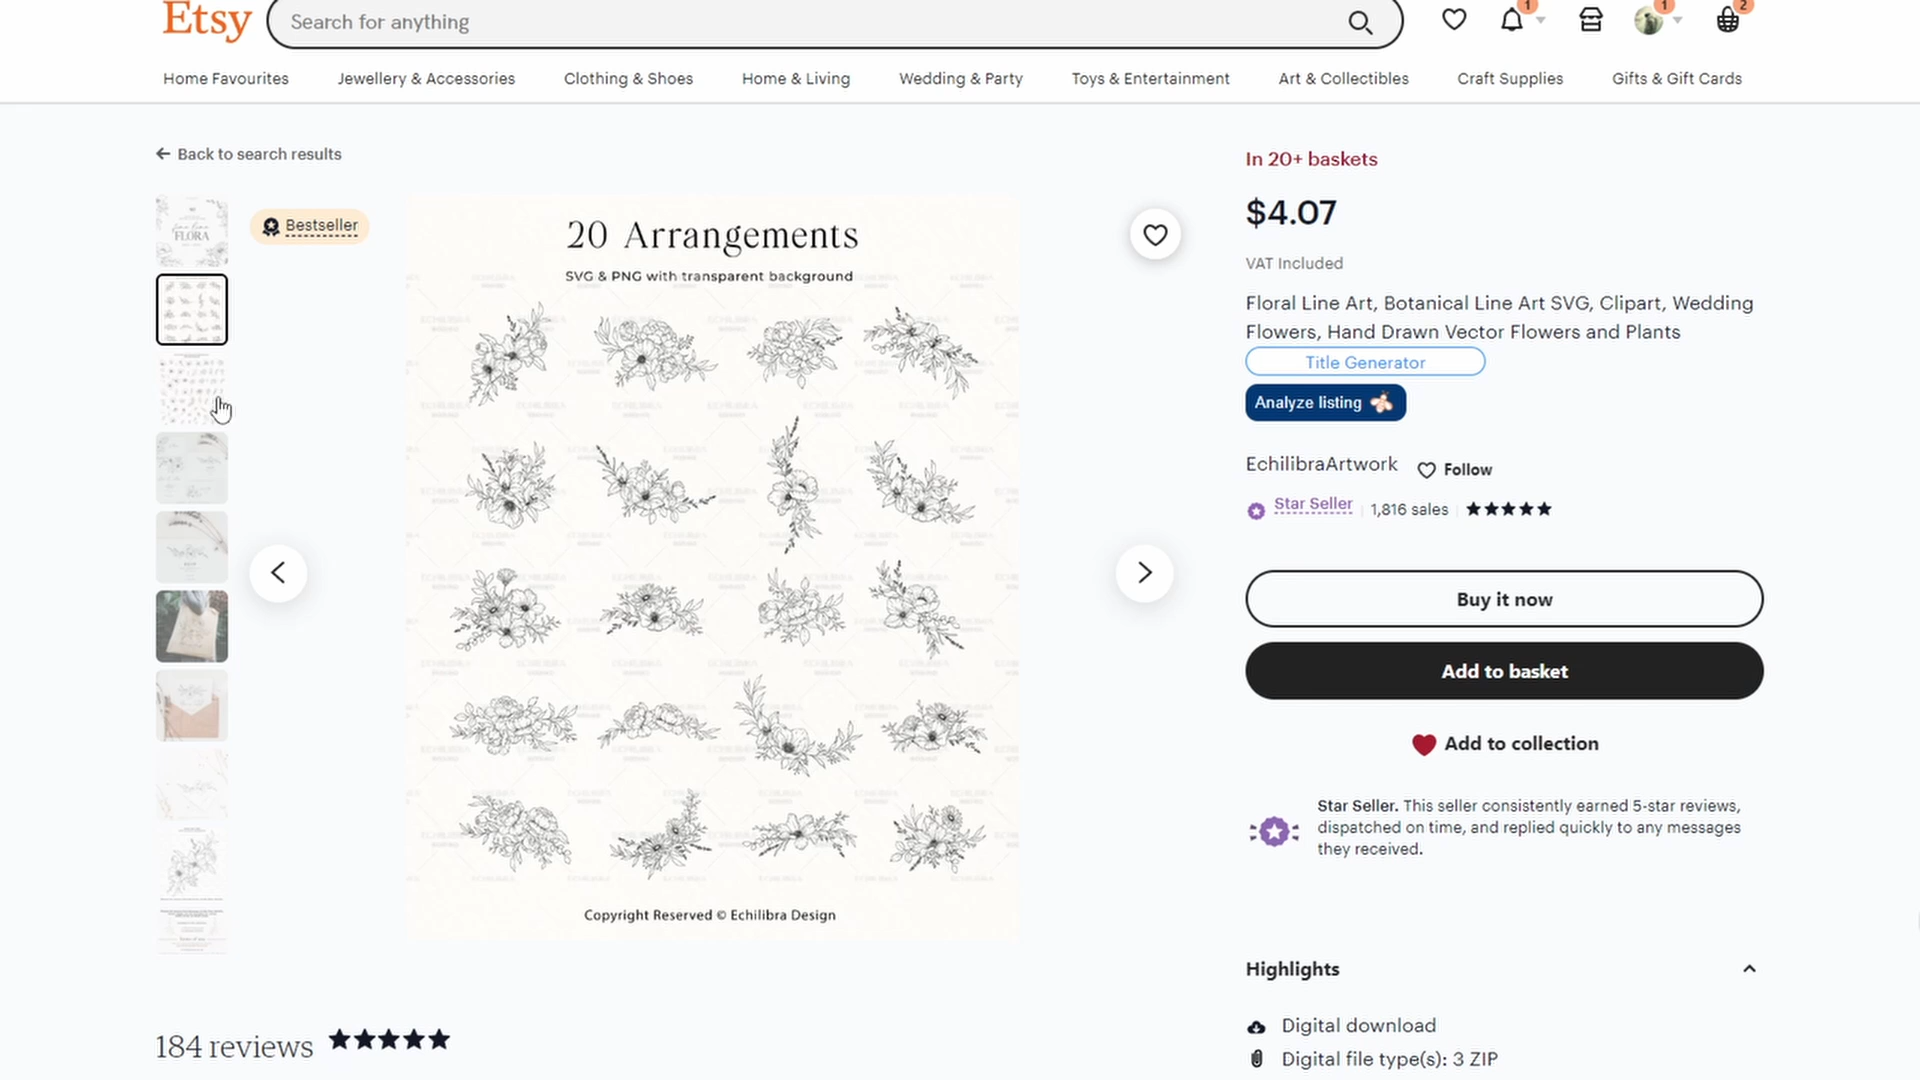 Etsy
Search for anything
1
1
2
Home Favourites
Jewellery & Accessories
Clothing & Shoes
Home & Living
Wedding & Party
Toys & Entertainment
Art & Collectibles
Craft Supplies
Gifts & Gift Cards
Back to search results
FLORA
Bestseller
20 Arrangements
SVG & PNG with transparent background
Copyright Reserved © Echilibra Design
In 20+ baskets
$4.07
VAT Included
Floral Line Art, Botanical Line Art SVG, Clipart, Wedding
Flowers, Hand Drawn Vector Flowers and Plants
Title Generator
Analyze listing
EchilibraArtwork
Follow
Star Seller
1,816 sales
Buy it now
Add to basket
Add to collection
Star Seller. This seller consistently earned 5-star reviews,
dispatched on time, and replied quickly to any messages
they received.
Highlights
Digital download
Digital file type(s): 3 ZIP
184 reviews